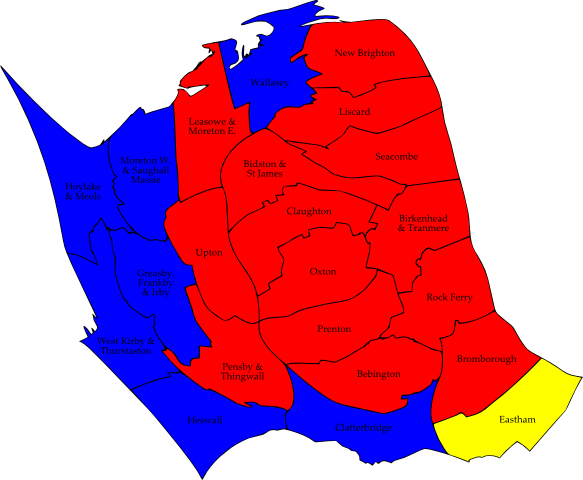 New Brighton
Wallasey
Liscard
Leasowe &
Moreton E.
Seacombe
Moreton W.
& Saughall
Massie
Bidston &
St James
Hoylake
& Meols
Claughton
Birkenhead
& Tranmere
Upton
Oxton
Greasby
Frankby
& Irby
Rock Ferry
Prenton
West Kirby &
Thurstaston
Pensby &
Thingwall
Bromborough
Bebington
Heswall
Clatterbridge
Eastham